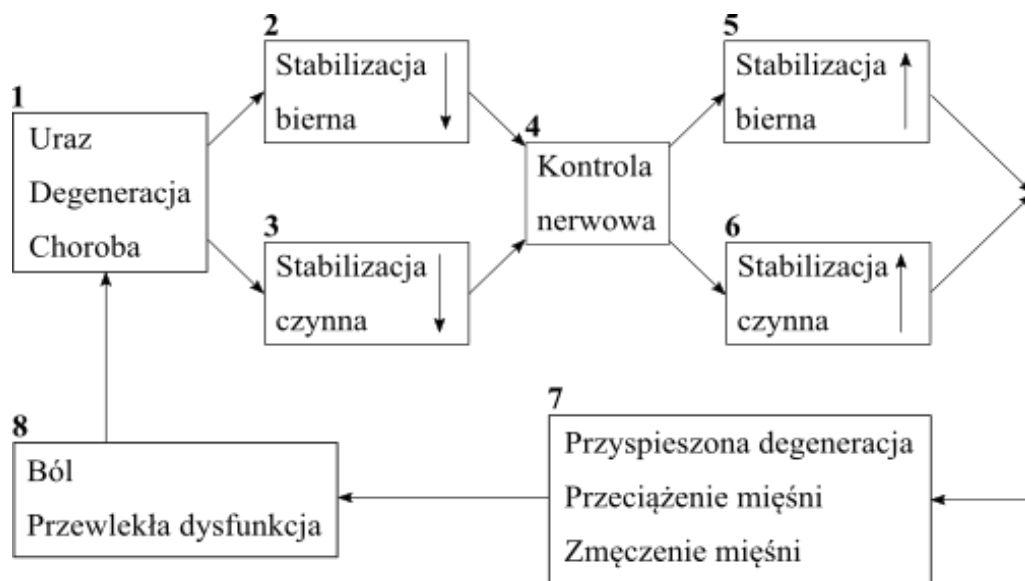 1
Uraz
Degeneracja
Choroba
2
Stabilizacja
bierna
3
Stabilizacja
czynna
4
Kontrola
nerwowa
5
Stabilizacja
bierna
6
Stabilizacja
czynna
7
Przyspieszona degeneracja
Przeciążenie mięśni
Zmęczenie mięśni
8
Ból
Przewlekła dysfunkcja